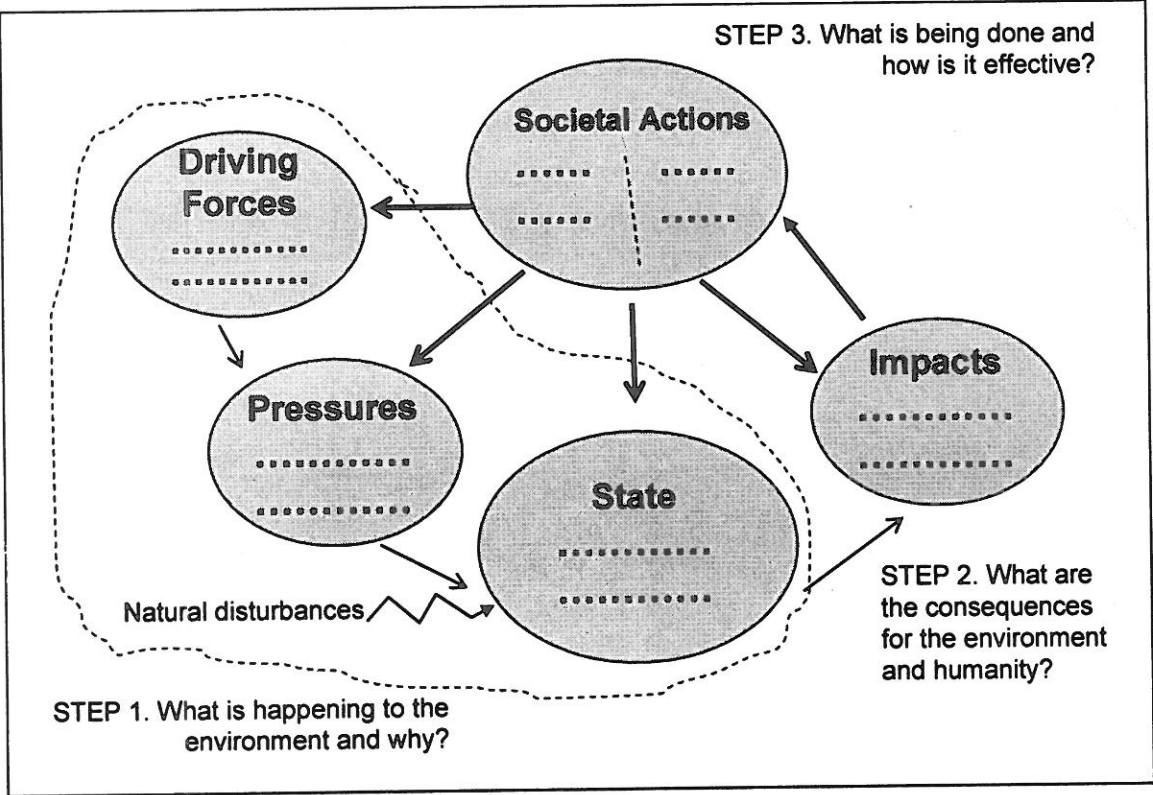 STEP 3. What is being done and
how is it effective?
Societal Actions
Driving
Forces
Pressures
Impacts
State
Natural disturbances
STEP 2. What are
the consequences
for the environment
and humanity?
STEP 1. What is happening to the
environment and why?